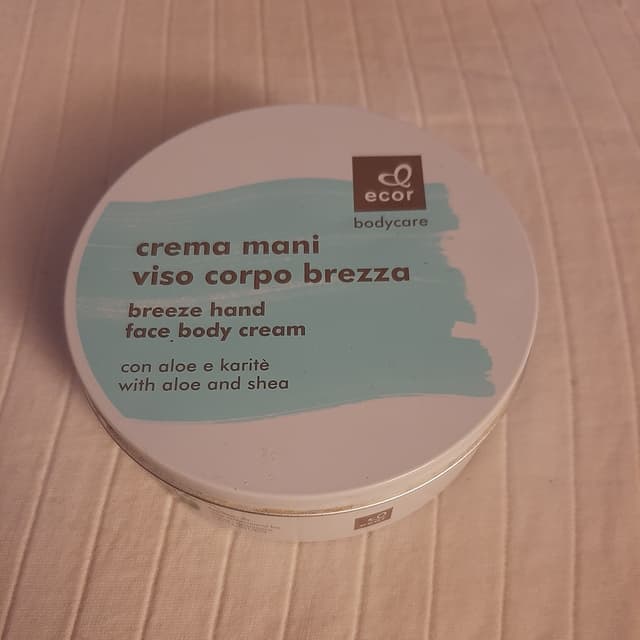 ecor
bodycare
crema mani
viso corpo brezza
breeze hand
face body cream
con aloe e karitè
with aloe and shea